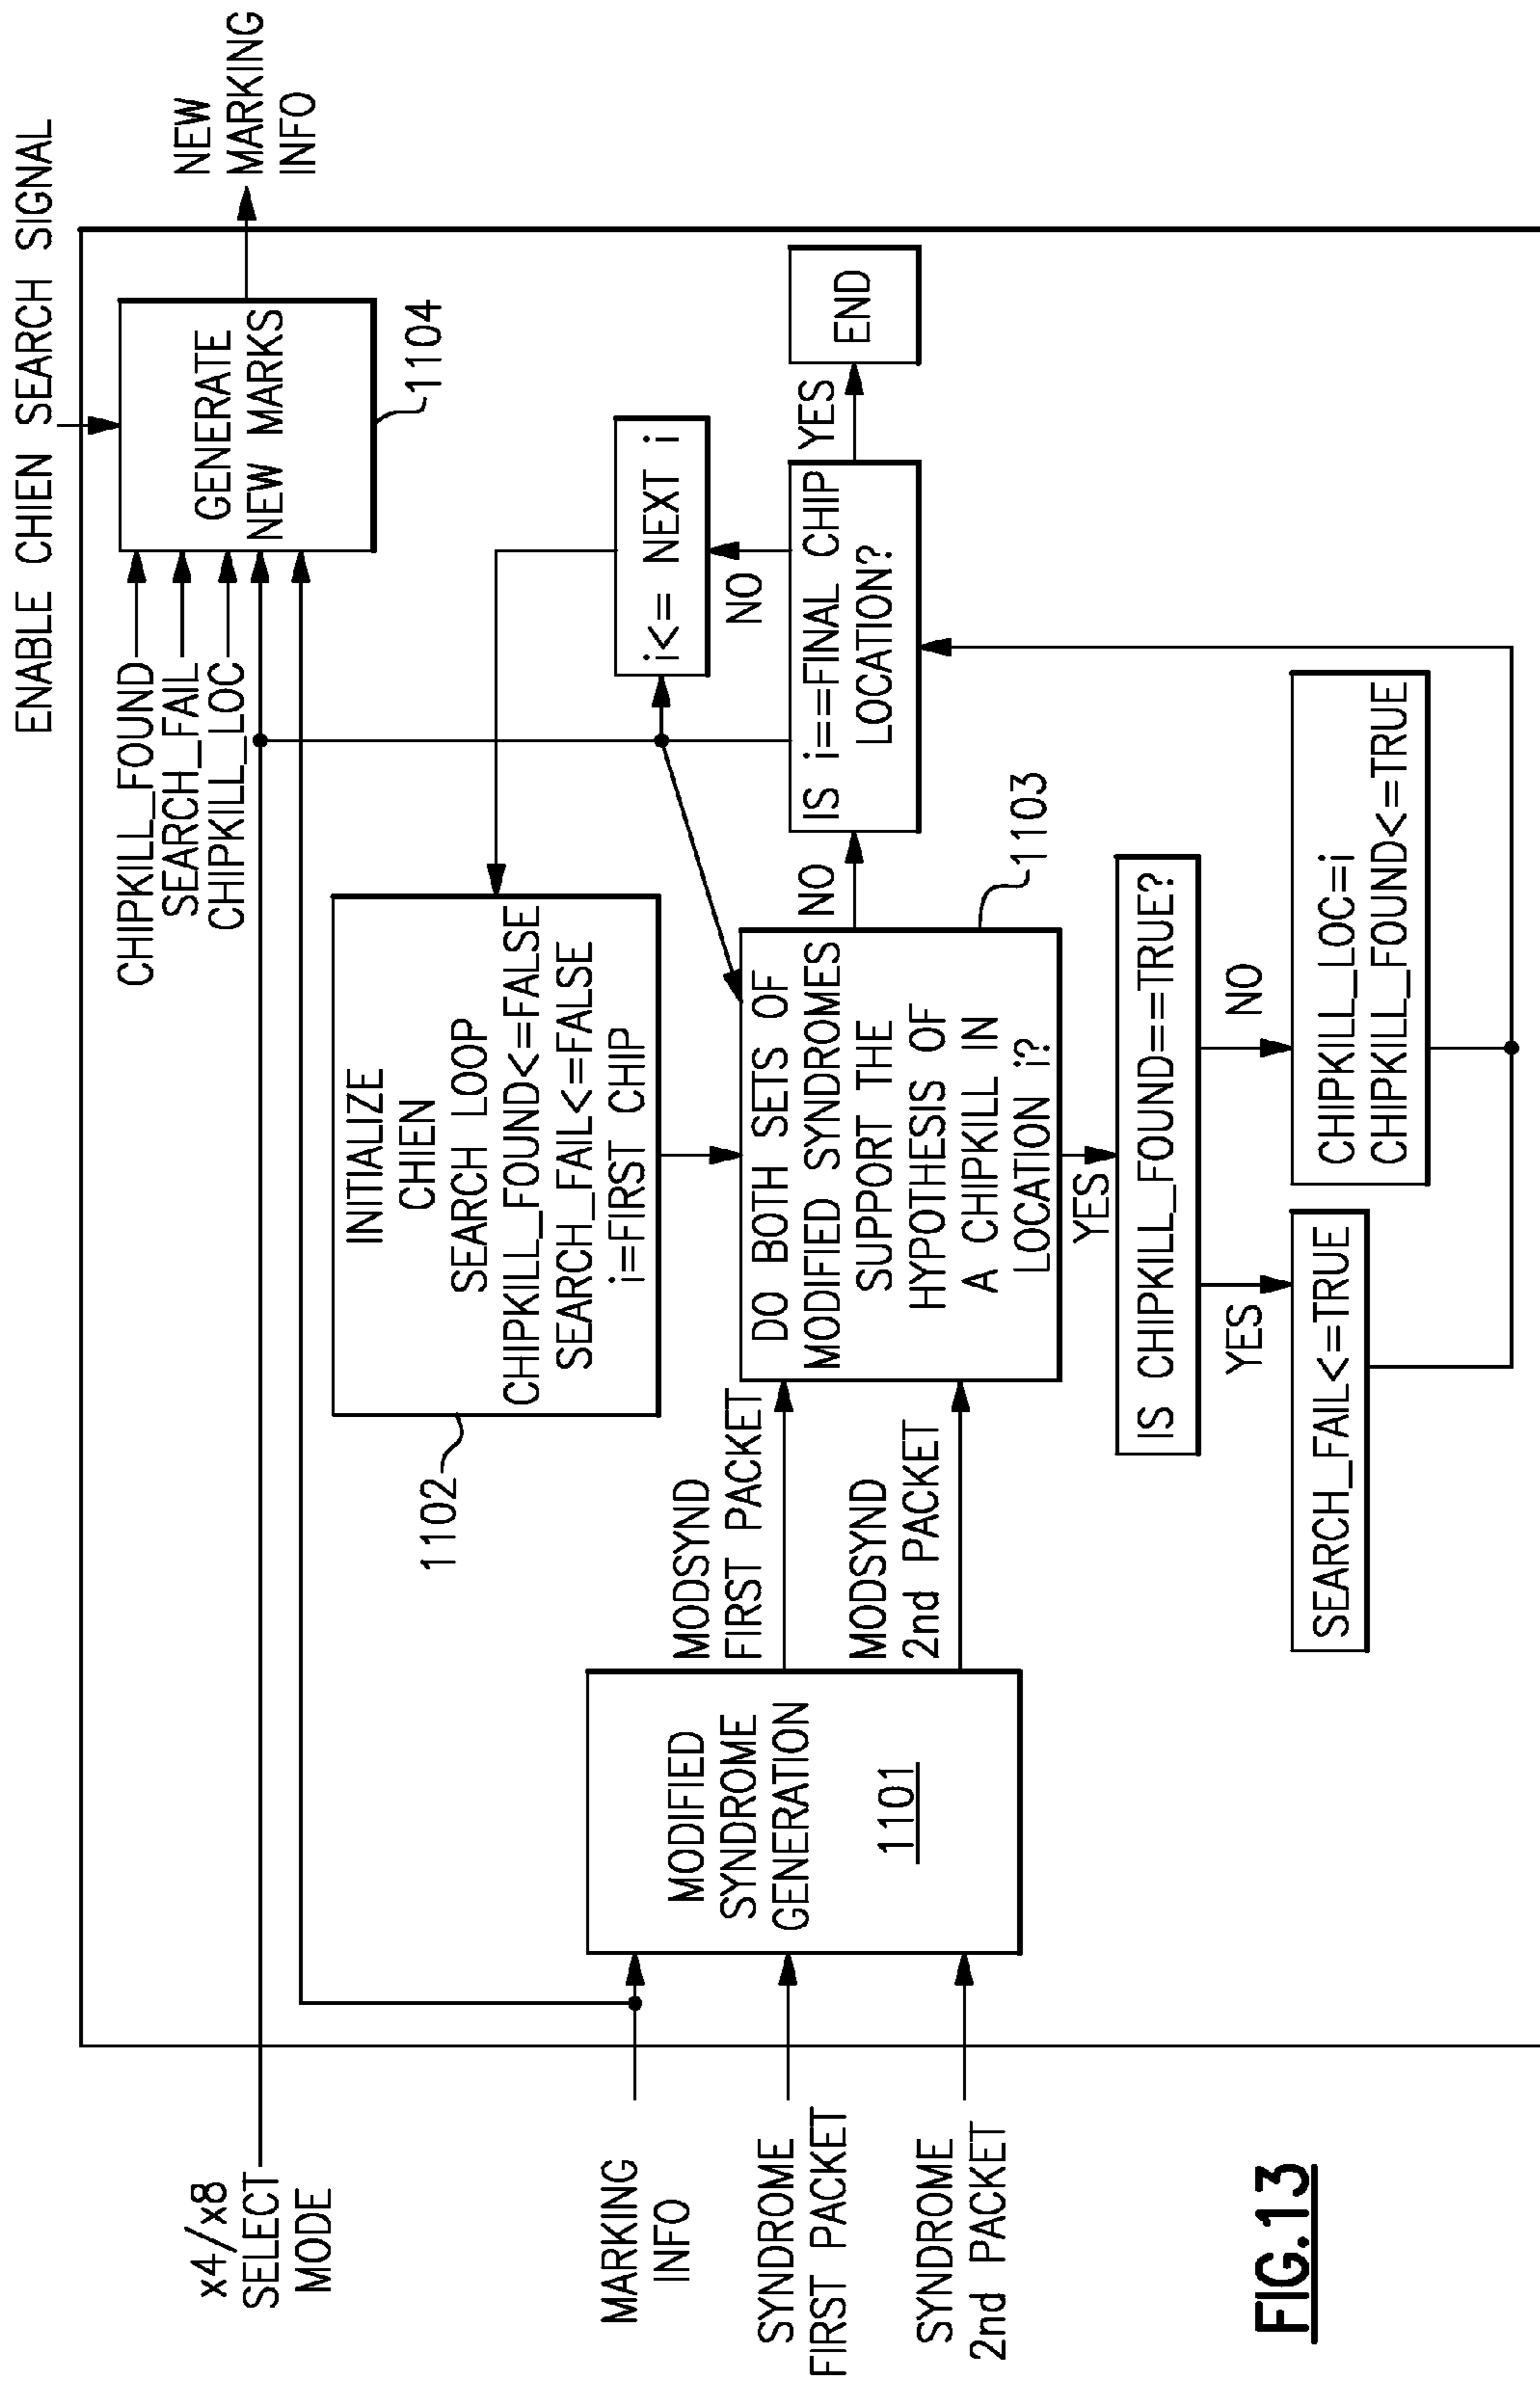 ENABLE CHIEN SEARCH SIGNAL
x4/x8
SELECT
MODE
CHIPKILL_FOUND
SEARCH_FAIL
CHIPKILL_LOC
GENERATE
NEW MARKS
1104
NEW
MARKING
INFO
1102
INITIALIZE
CHIEN
SEARCH LOOP
CHIPKILL_FOUND<=FALSE
SEARCH_FAIL<=FALSE
i=FIRST CHIP
i<= NEXT i
MARKING
INFO
SYNDROME
FIRST PACKET
SYNDROME
2nd PACKET
MODIFIED
SYNDROME
GENERATION
1101
MODSYND
FIRST PACKET
MODSYND
2nd PACKET
DO BOTH SETS OF
MODIFIED SYNDROMES
SUPPORT THE
HYPOTHESIS OF
A CHIPKILL IN
LOCATION i?
1103
NO
IS i==FINAL CHIP
LOCATION?
NO
YES
END
YES
IS CHIPKILL_FOUND==TRUE?
YES
NO
SEARCH_FAIL<=TRUE
CHIPKILL_LOC=i
CHIPKILL_FOUND<=TRUE
FIG.13